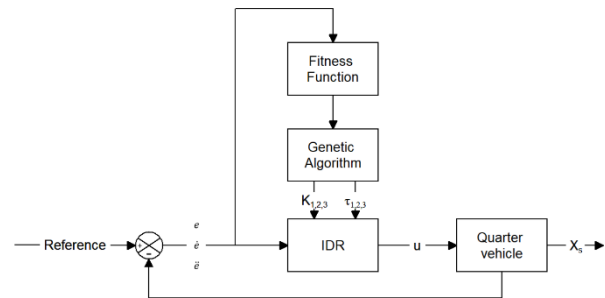 Fitness
Function
Genetic
Algorithm
K1,2,3 τ1,2,3
Reference
+
−
e
ė
ë
IDR
u
Quarter
vehicle
Xs